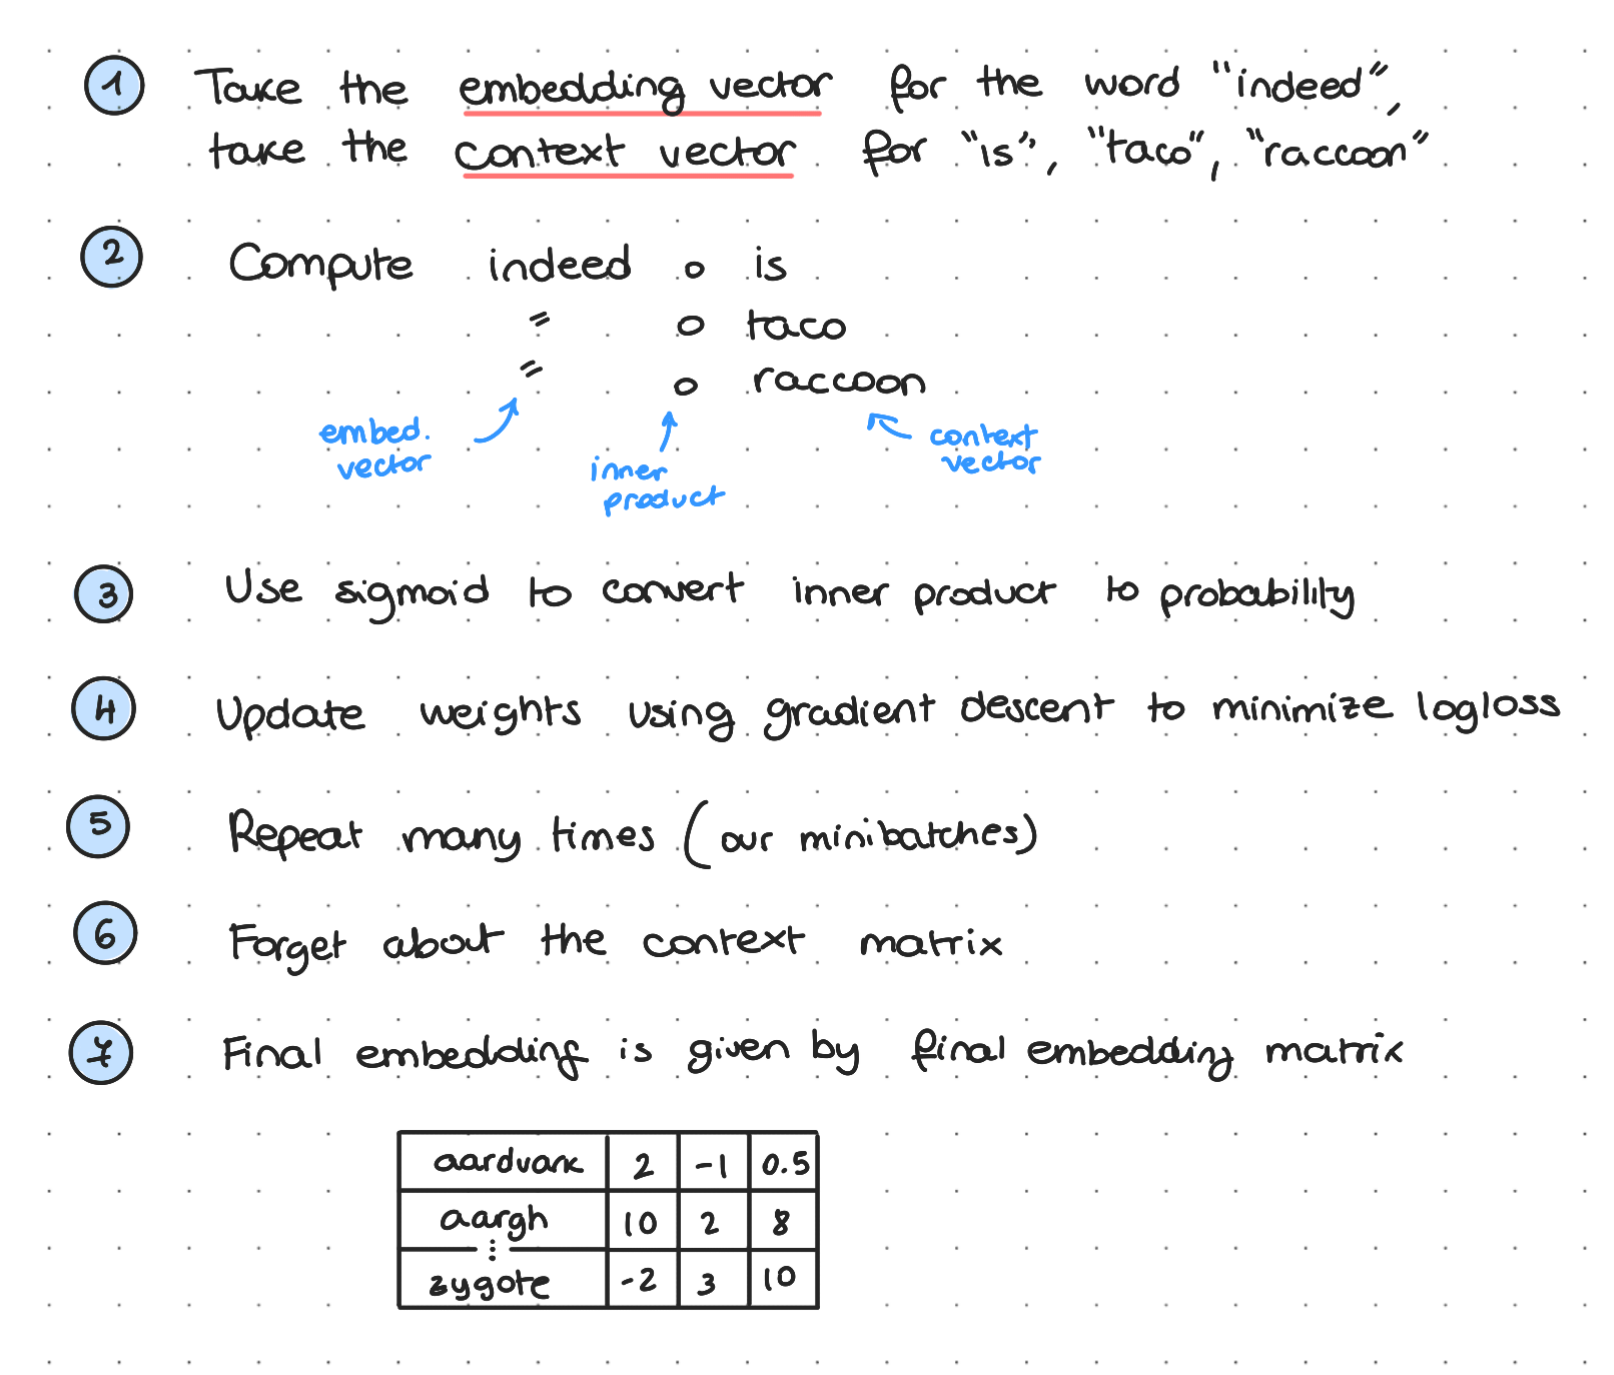 1 Take the embedding vector for the word "indeed",
take the context vector for "is", "taco", "raccoon"
2 Compute indeed o is
" o taco
" o raccoon
embed. vector
inner product
context vector
3 Use sigmoid to convert inner product to probability
4 Update weights using gradient descent to minimize logloss
5 Repeat many times (our minibatches)
6 Forget about the context matrix
7 Final embedding is given by final embedding matrix
aardvark 2 -1 0.5
aargh 10 2 8
⋮
zygote -2 3 10